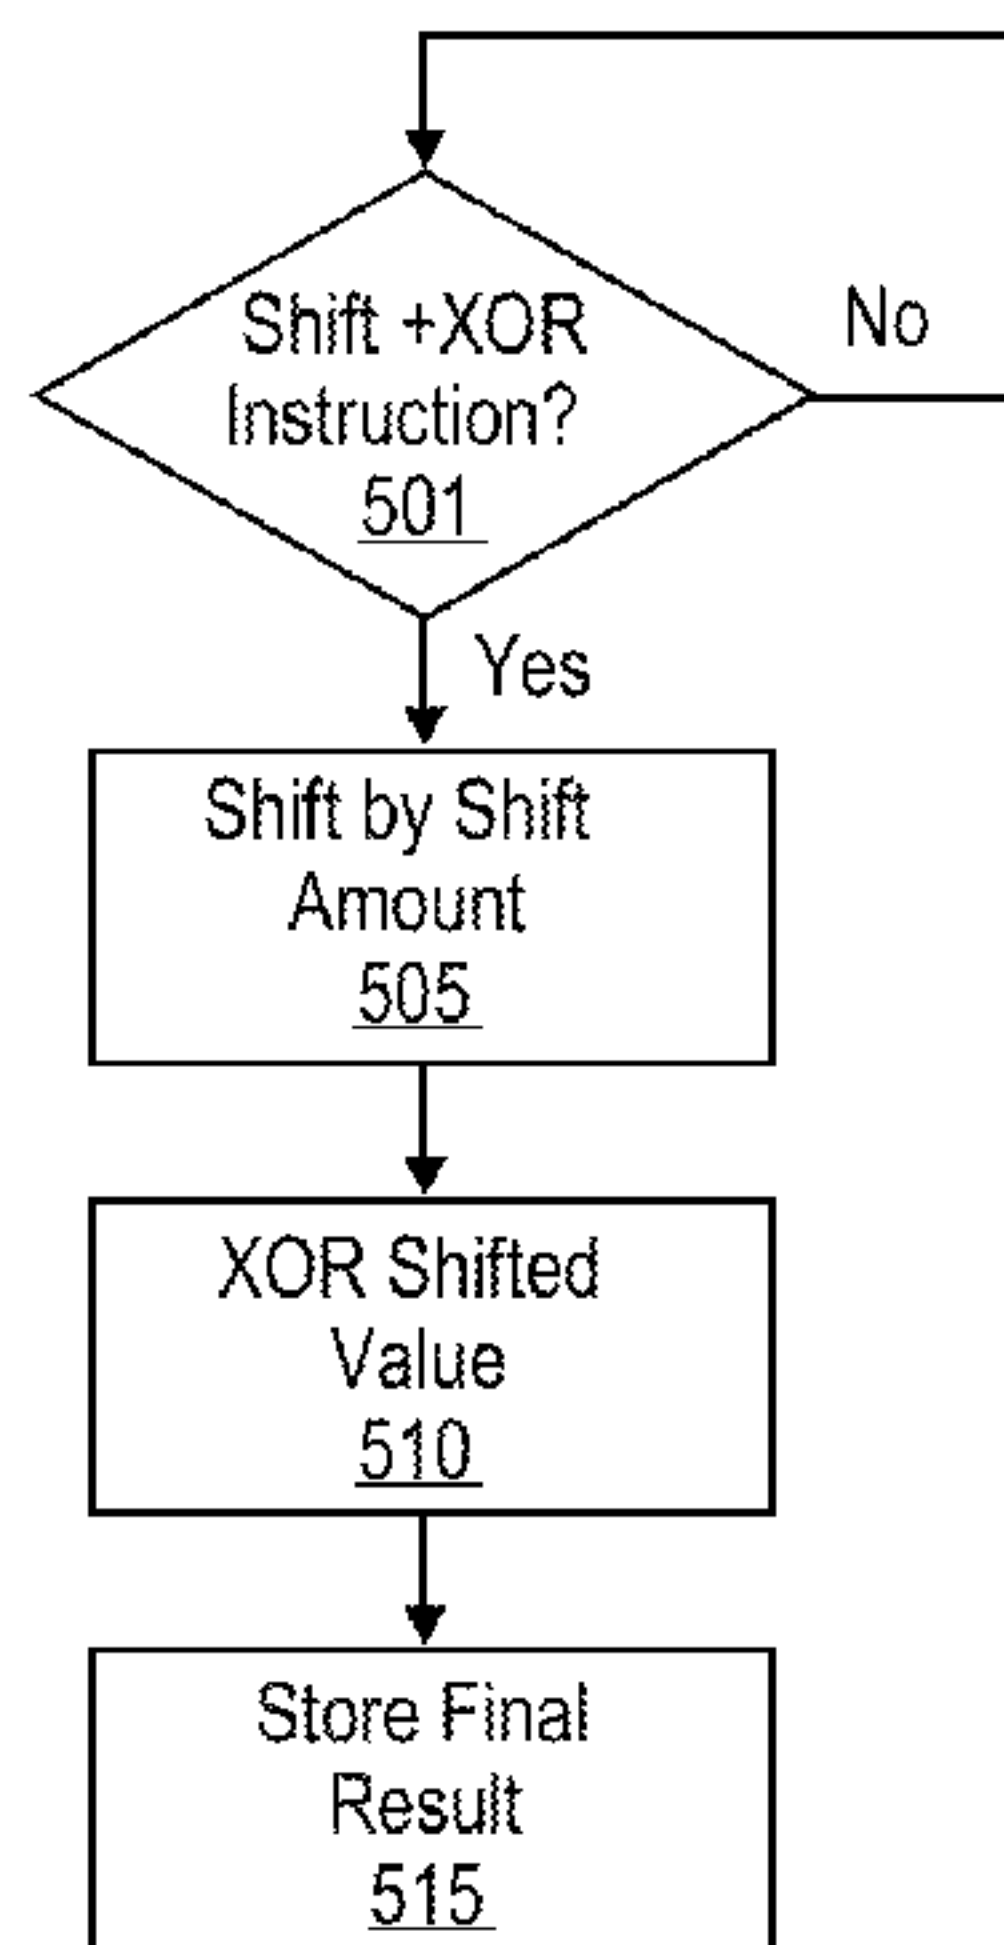 Shift +XOR
Instruction?
501
No
Yes
Shift by Shift
Amount
505
XOR Shifted
Value
510
Store Final
Result
515